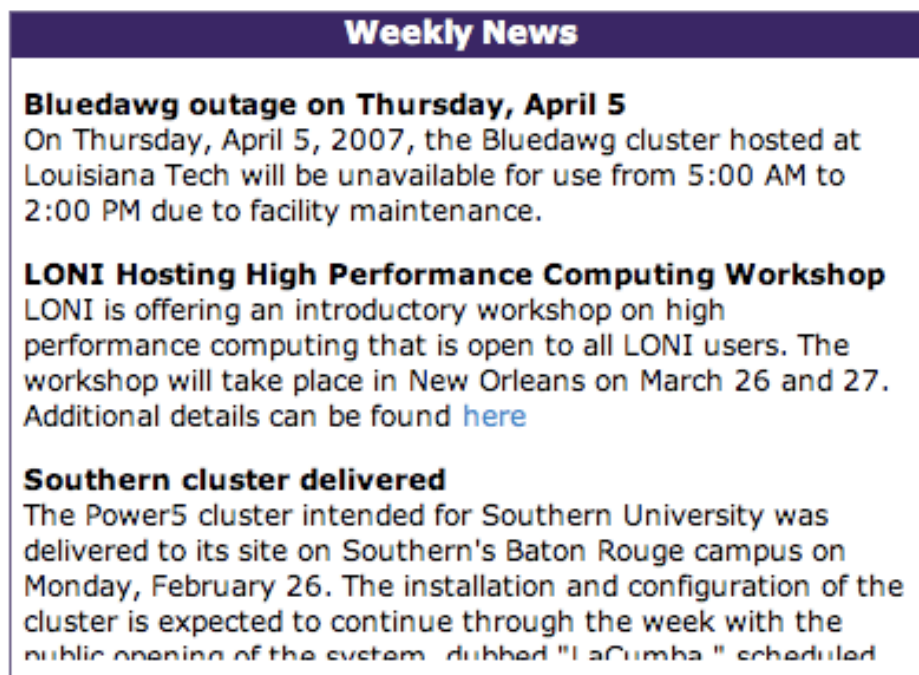 Weekly News
Bluedawg outage on Thursday, April 5
On Thursday, April 5, 2007, the Bluedawg cluster hosted at
Louisiana Tech will be unavailable for use from 5:00 AM to
2:00 PM due to facility maintenance.
LONI Hosting High Performance Computing Workshop
LONI is offering an introductory workshop on high
performance computing that is open to all LONI users. The
workshop will take place in New Orleans on March 26 and 27.
Additional details can be found here
Southern cluster delivered
The Power5 cluster intended for Southern University was
delivered to its site on Southern's Baton Rouge campus on
Monday, February 26. The installation and configuration of the
cluster is expected to continue through the week with the
public opening of the system, dubbed "LaCumba," scheduled